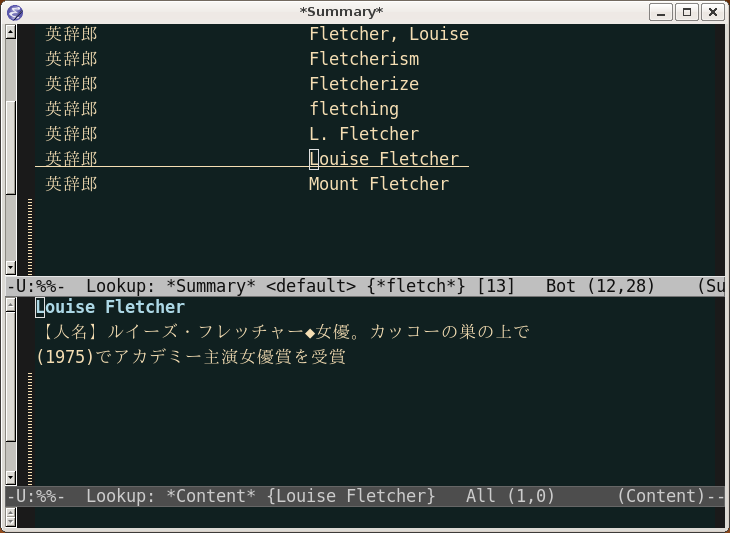 *Summary*
英辞郎 Fletcher, Louise
英辞郎 Fletcherism
英辞郎 Fletcherize
英辞郎 fletching
英辞郎 L. Fletcher
英辞郎 Louise Fletcher
英辞郎 Mount Fletcher
-U:%%- Lookup: *Summary* <default> {*fletch*} [13] Bot (12,28) (Su
Louise Fletcher
【人名】ルイーズ・フレッチャー◆女優。カッコーの巣の上で
(1975)でアカデミー主演女優賞を受賞
-U:%%- Lookup: *Content* {Louise Fletcher} All (1,0) (Content)--